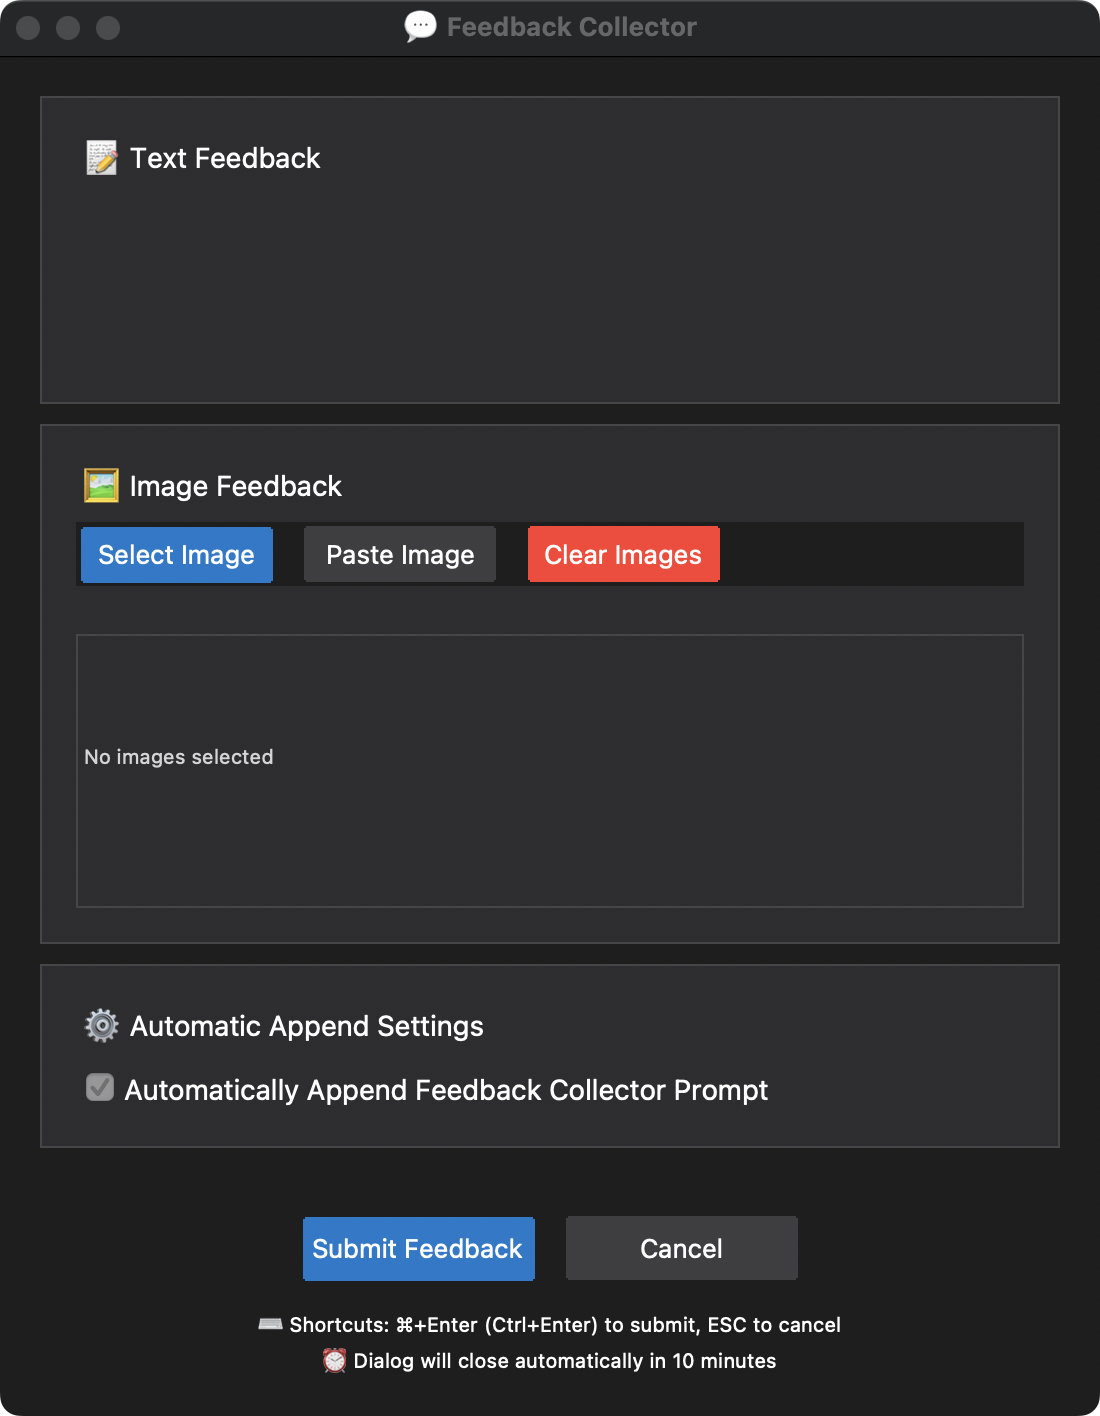 Feedback Collector
Text Feedback
Image Feedback
Select Image
Paste Image
Clear Images
No images selected
Automatic Append Settings
Automatically Append Feedback Collector Prompt
Submit Feedback
Cancel
Shortcuts: ⌘+Enter (Ctrl+Enter) to submit, ESC to cancel
Dialog will close automatically in 10 minutes